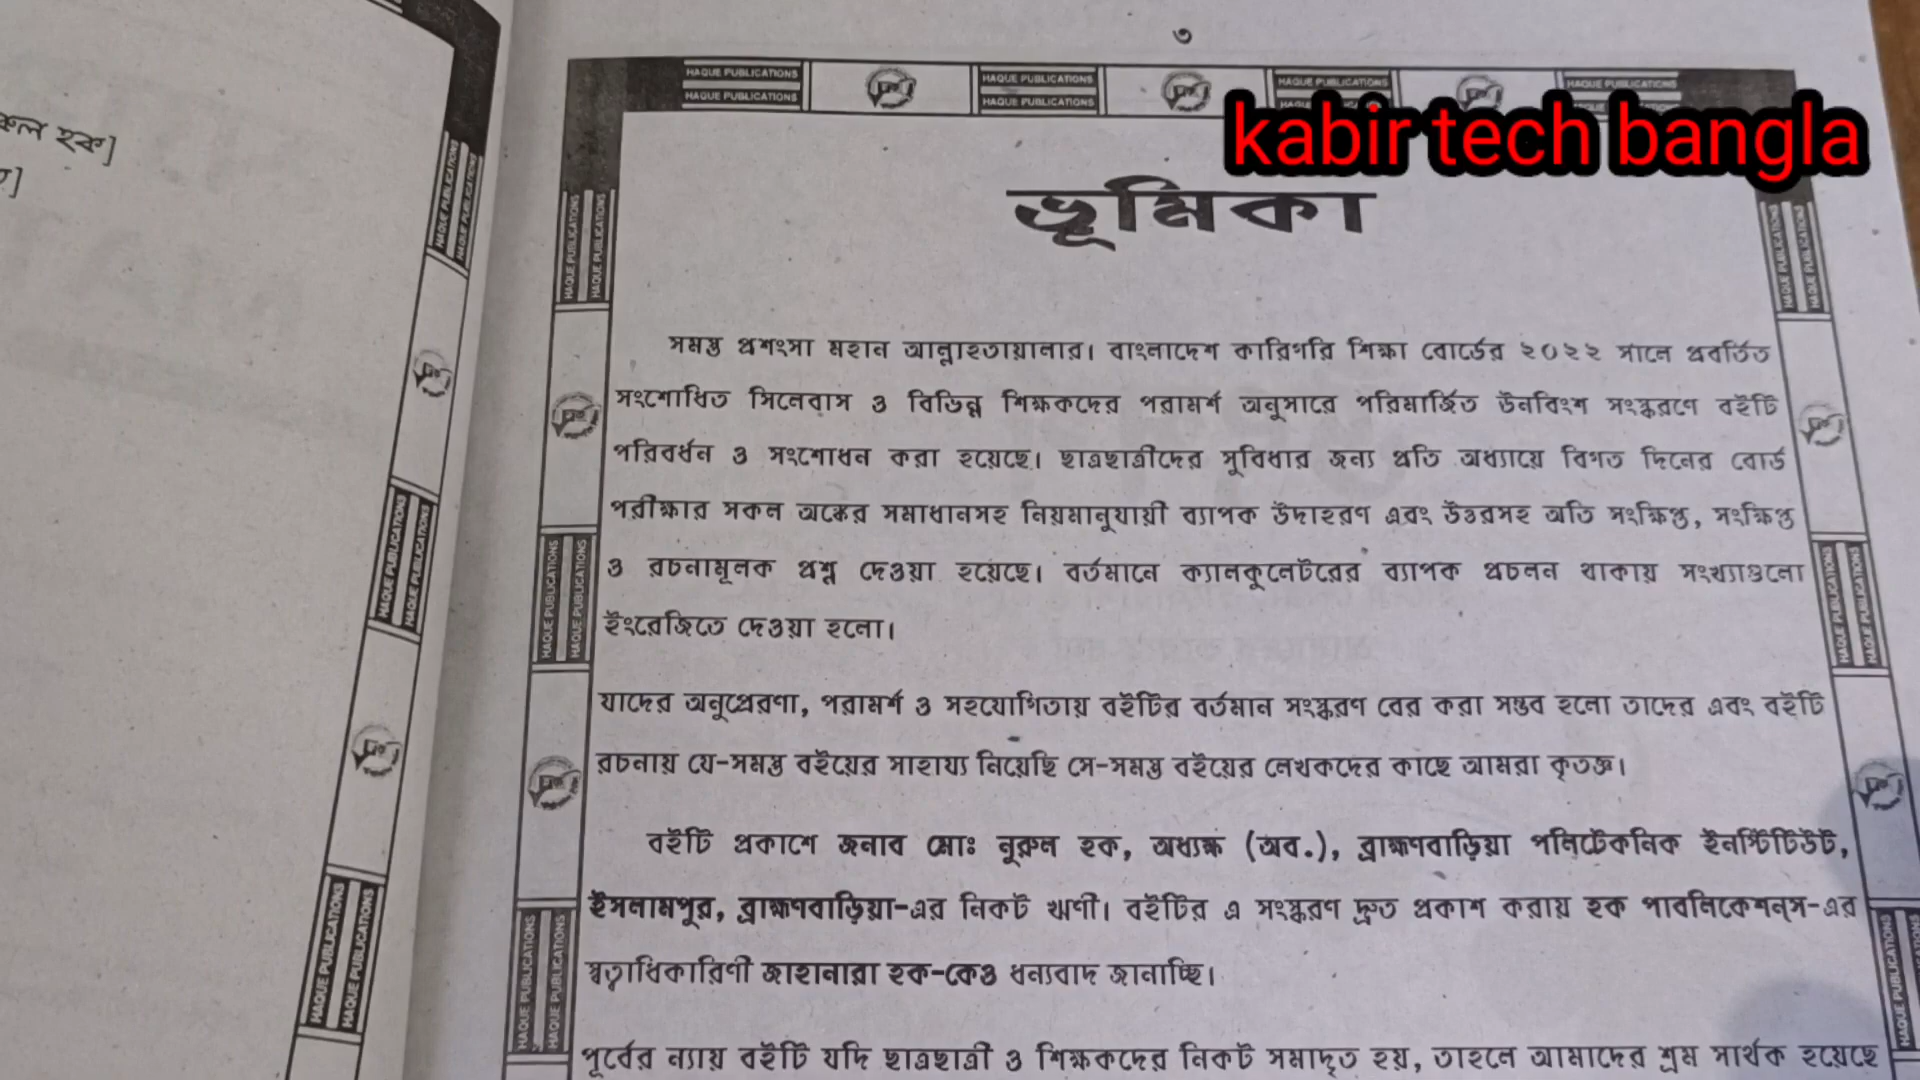 ৩
HAQUE PUBLICATIONS HAQUE PUBLICATIONS HAQUE PUBLICATIONS HAQUE PUBLICATIONS
HAQUE PUBLICATIONS HAQUE PUBLICATIONS
kabir tech bangla
হক]
ভূমিকা
সমস্ত প্রশংসা মহান আল্লাহতায়ালার। বাংলাদেশ কারিগরি শিক্ষা বোর্ডের ২০২২ সালে প্রবর্তিত
সংশোধিত সিলেবাস ও বিভিন্ন শিক্ষকদের পরামর্শ অনুসারে পরিমার্জিত উনবিংশ সংস্করণে বইটি
পরিবর্ধন ও সংশোধন করা হয়েছে। ছাত্রছাত্রীদের সুবিধার জন্য প্রতি অধ্যায়ে বিগত দিনের বোর্ড
পরীক্ষার সকল অঙ্কের সমাধানসহ নিয়মানুযায়ী ব্যাপক উদাহরণ এবং উত্তরসহ অতি সংক্ষিপ্ত, সংক্ষিপ্ত
ও রচনামূলক প্রশ্ন দেওয়া হয়েছে। বর্তমানে ক্যালকুলেটরের ব্যাপক প্রচলন থাকায় সংখ্যাগুলো
ইংরেজিতে দেওয়া হলো।
যাদের অনুপ্রেরণা, পরামর্শ ও সহযোগিতায় বইটির বর্তমান সংস্করণ বের করা সম্ভব হলো তাদের এবং বইটি
রচনায় যে-সমস্ত বইয়ের সাহায্য নিয়েছি সে-সমস্ত বইয়ের লেখকদের কাছে আমরা কৃতজ্ঞ।
বইটি প্রকাশে জনাব মোঃ নূরুল হক, অধ্যক্ষ (অব.), ব্রাহ্মণবাড়িয়া পলিটেকনিক ইনস্টিটিউট,
ইসলামপুর, ব্রাহ্মণবাড়িয়া-এর নিকট ঋণী। বইটির এ সংস্করণ দ্রুত প্রকাশ করায় হক পাবলিকেশন্‌স-এর
স্বত্বাধিকারিণী জাহানারা হক-কেও ধন্যবাদ জানাচ্ছি।
পূর্বের ন্যায় বইটি যদি ছাত্রছাত্রী ও শিক্ষকদের নিকট সমাদৃত হয়, তাহলে আমাদের শ্রম সার্থক হয়েছে